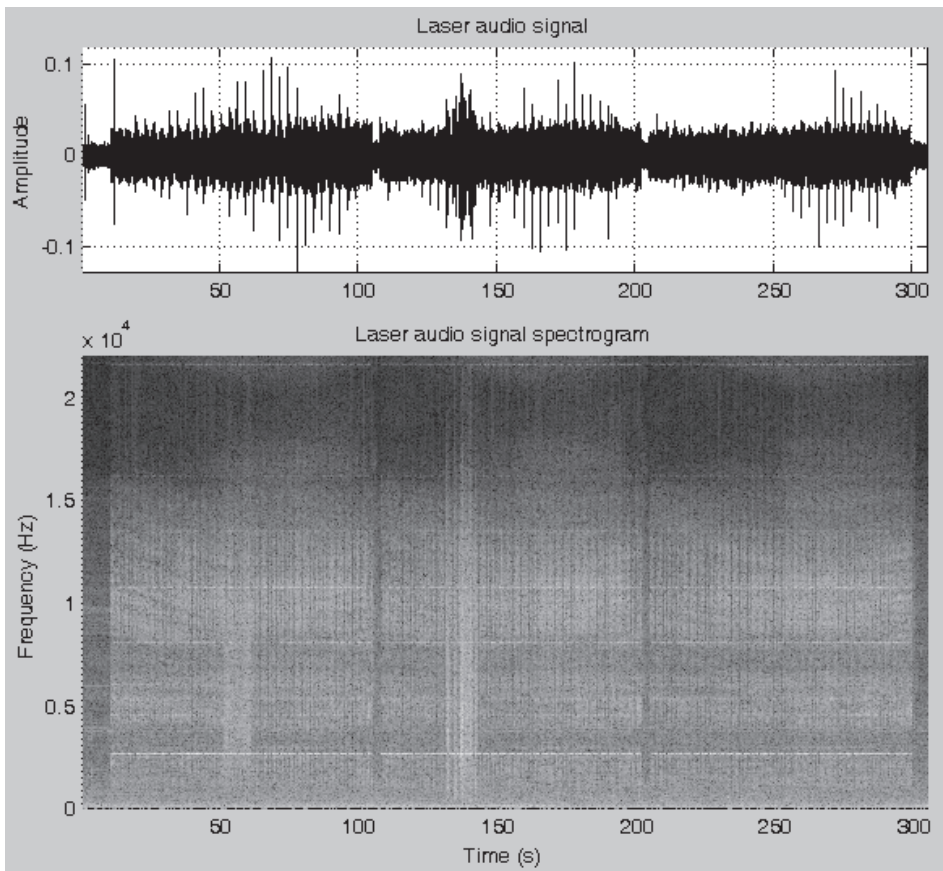 Laser audio signal
Amplitude
0.1
0
-0.1
50 100 150 200 250 300
Laser audio signal spectrogram
x 10^4
Frequency (Hz)
2
1.5
1
0.5
0
50 100 150 200 250 300
Time (s)